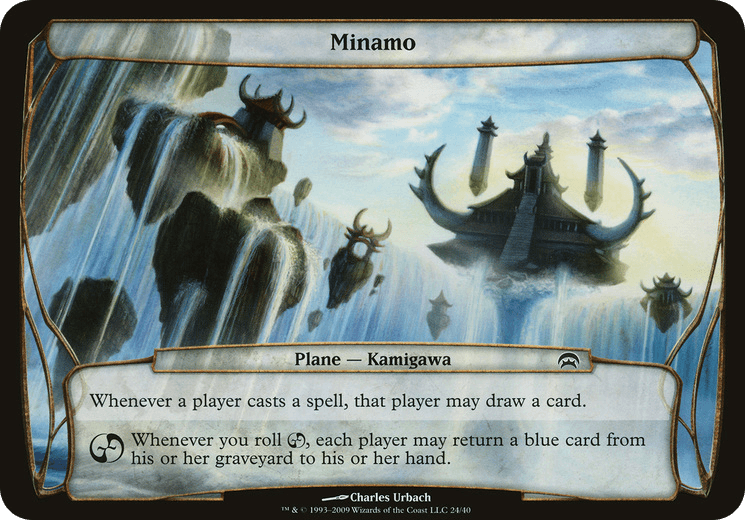 Minamo
Plane — Kamigawa
Whenever a player casts a spell, that player may draw a card.
Whenever you roll , each player may return a blue card from
his or her graveyard to his or her hand.
Charles Urbach
™ & © 1993–2009 Wizards of the Coast LLC 24/40